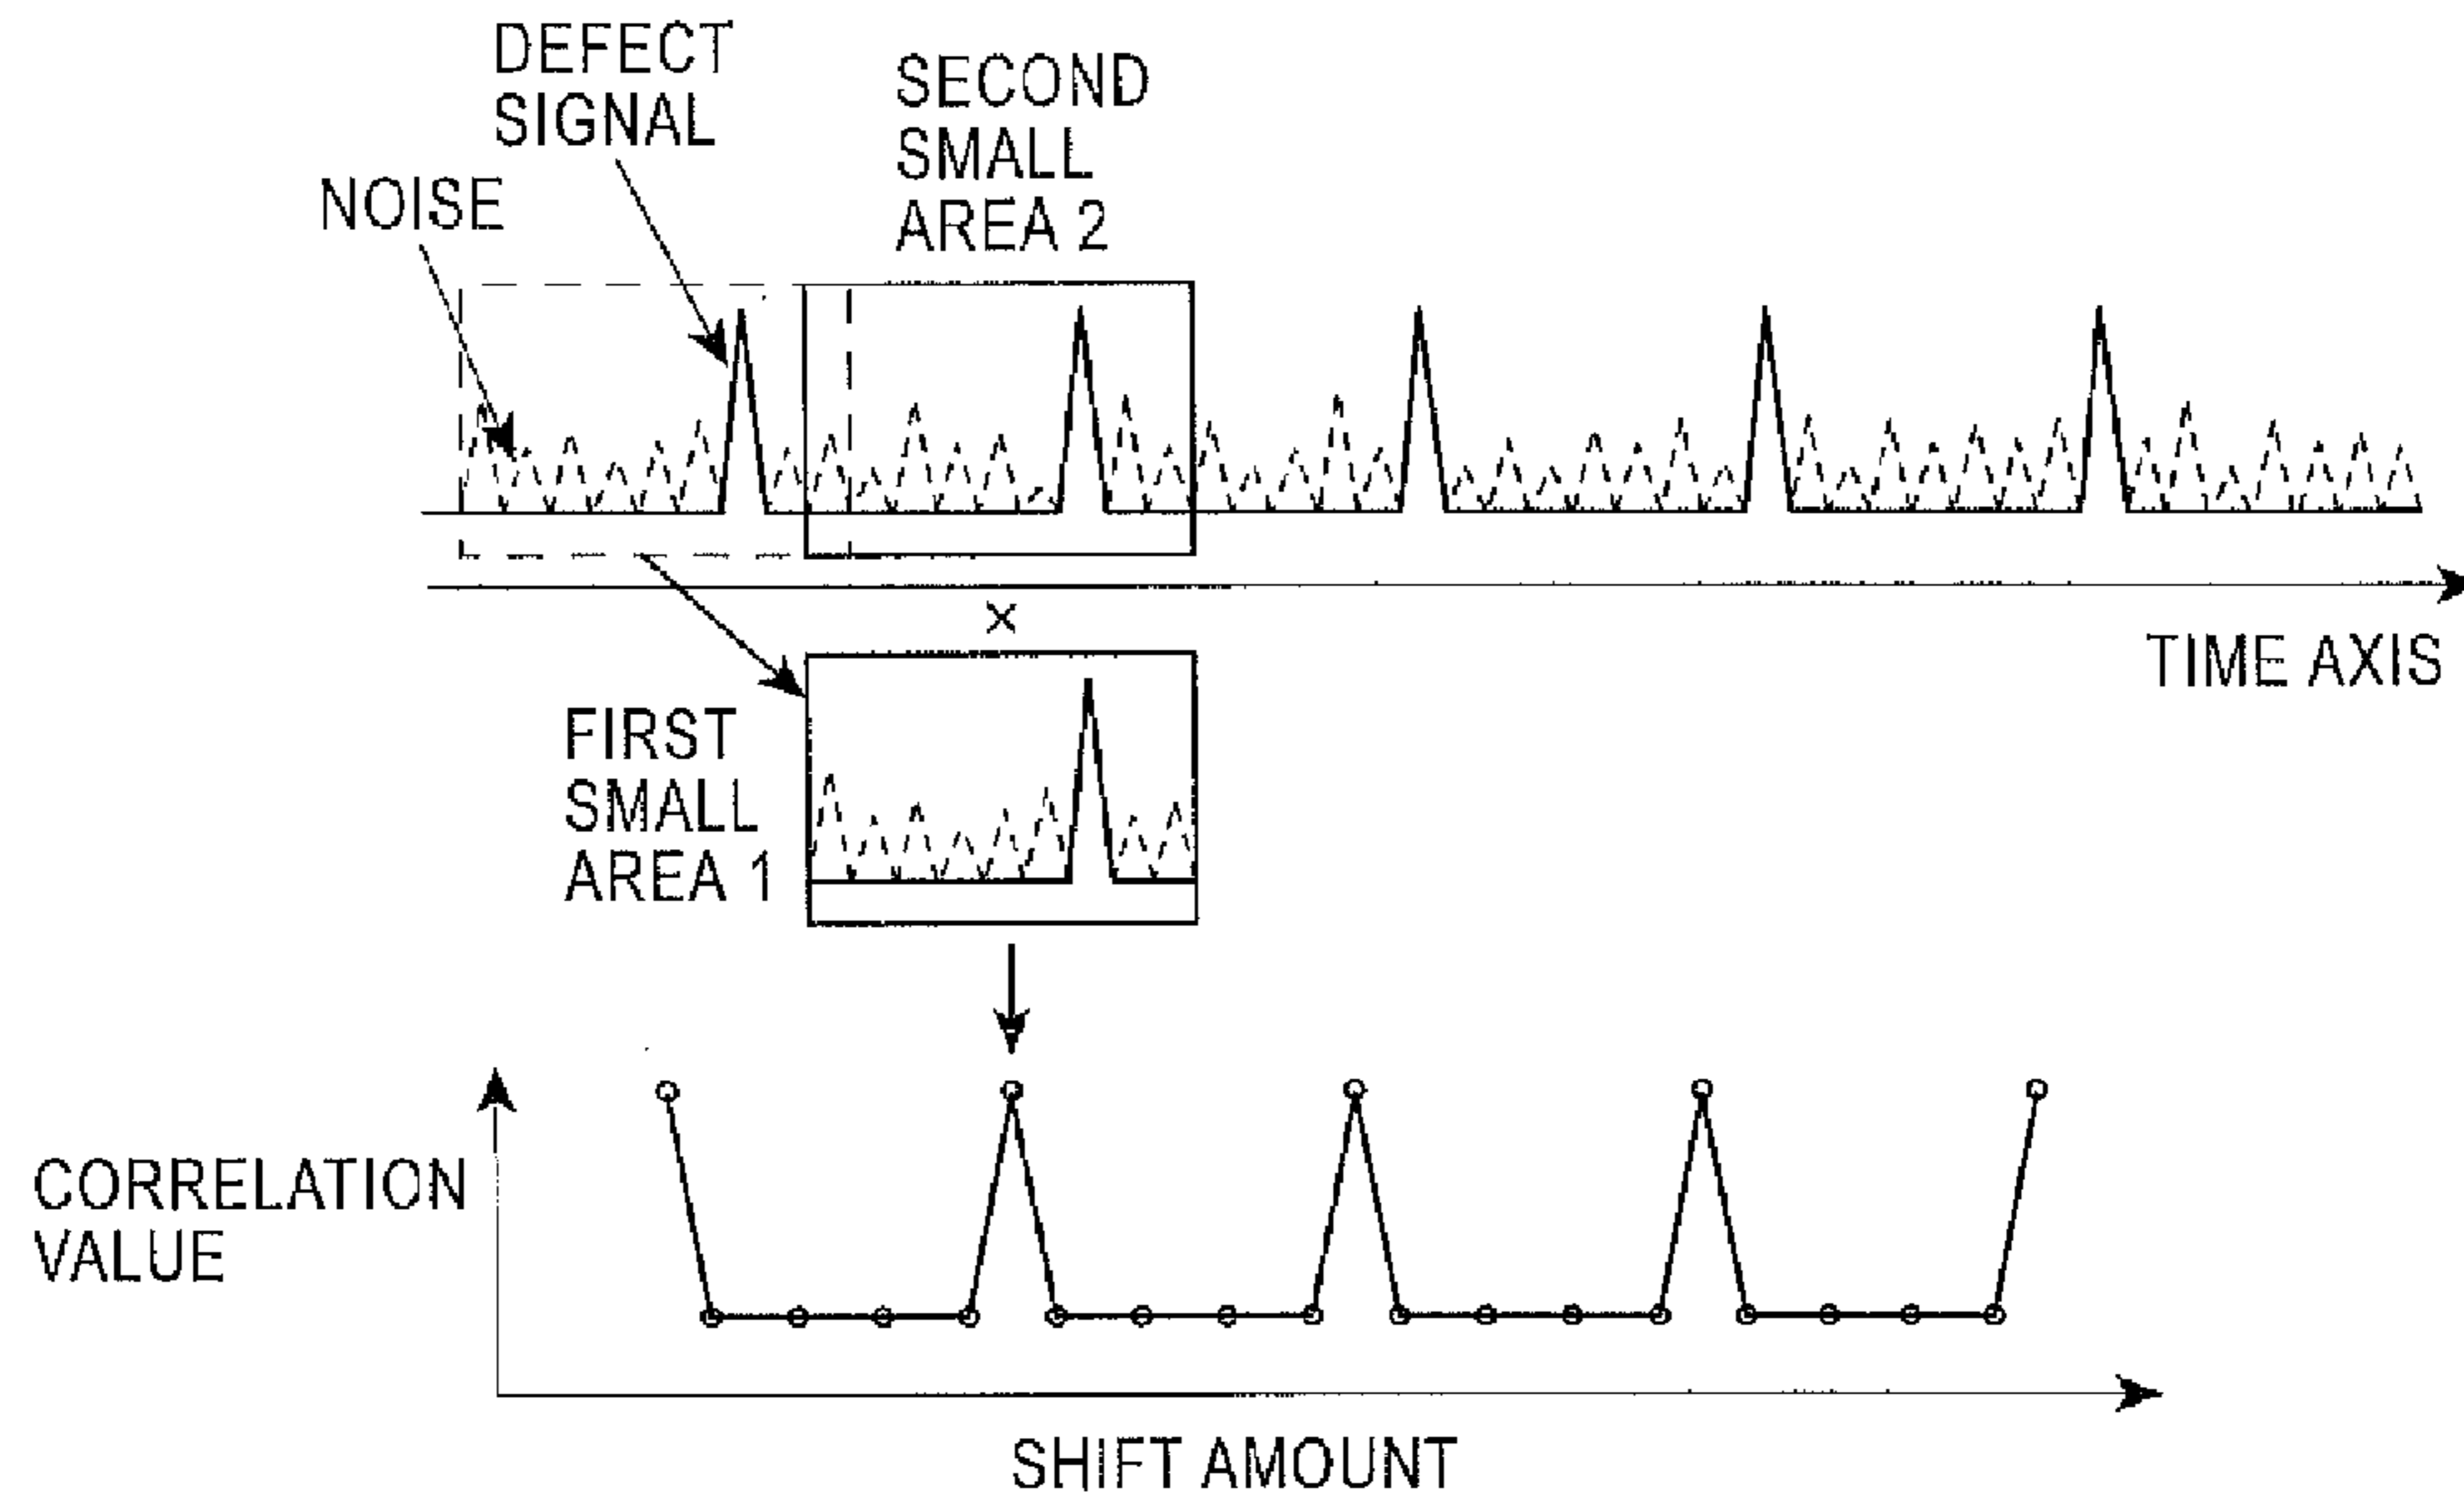 DEFECT
SIGNAL
SECOND
SMALL
AREA 2
NOISE
X
TIME AXIS
FIRST
SMALL
AREA 1
CORRELATION
VALUE
SHIFT AMOUNT